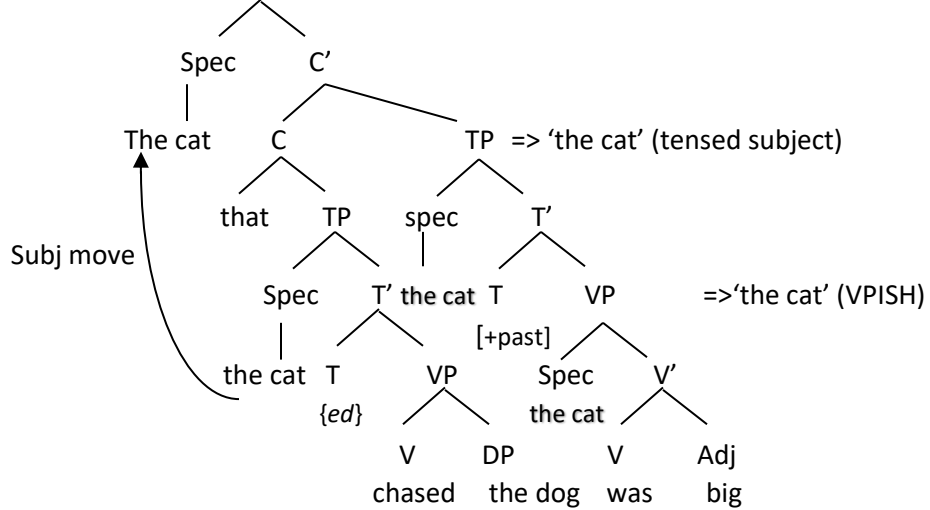 Spec C’
The cat C TP => ‘the cat’ (tensed subject)
that TP spec T’
Subj move
Spec T’ the cat T VP =>‘the cat’ (VPISH)
[+past]
the cat T VP Spec V’
{ed} the cat
V DP V Adj
chased the dog was big